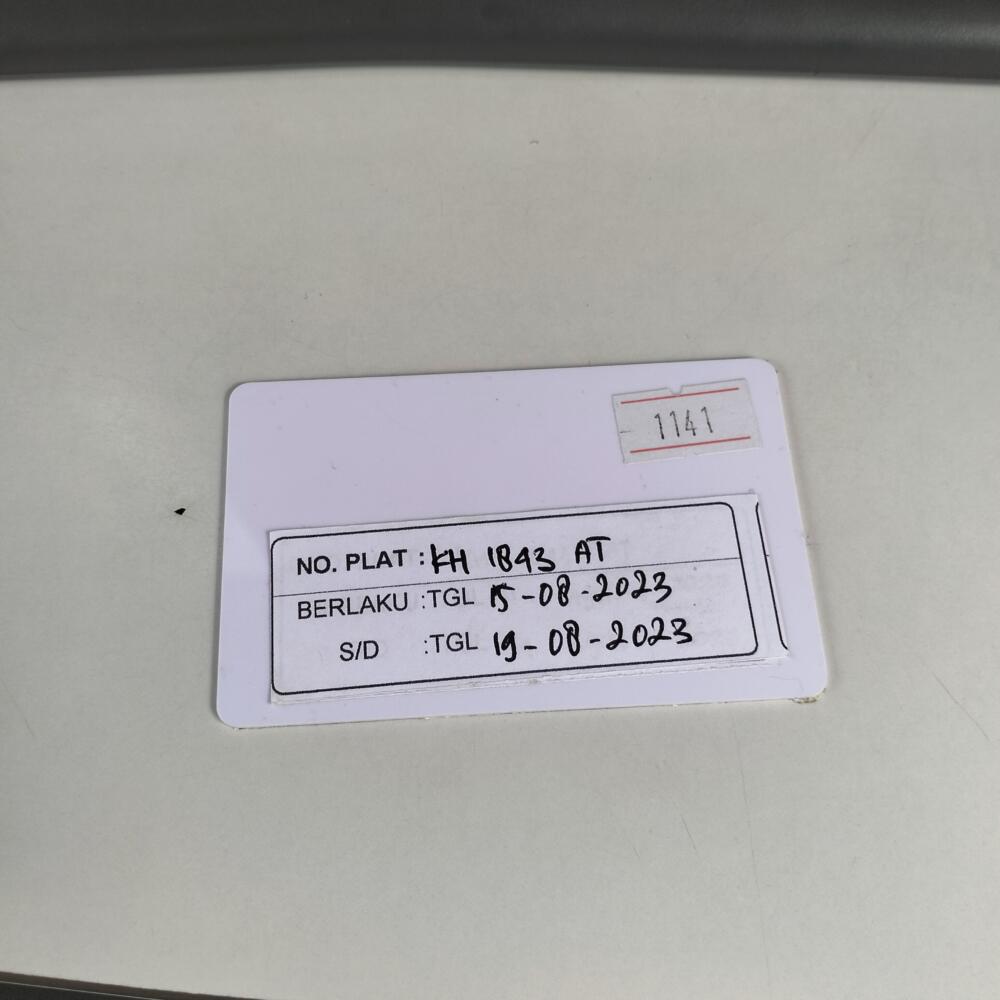 1141
NO. PLAT : KH 1843 AT
BERLAKU :TGL 15-08-2023
S/D :TGL 19-08-2023